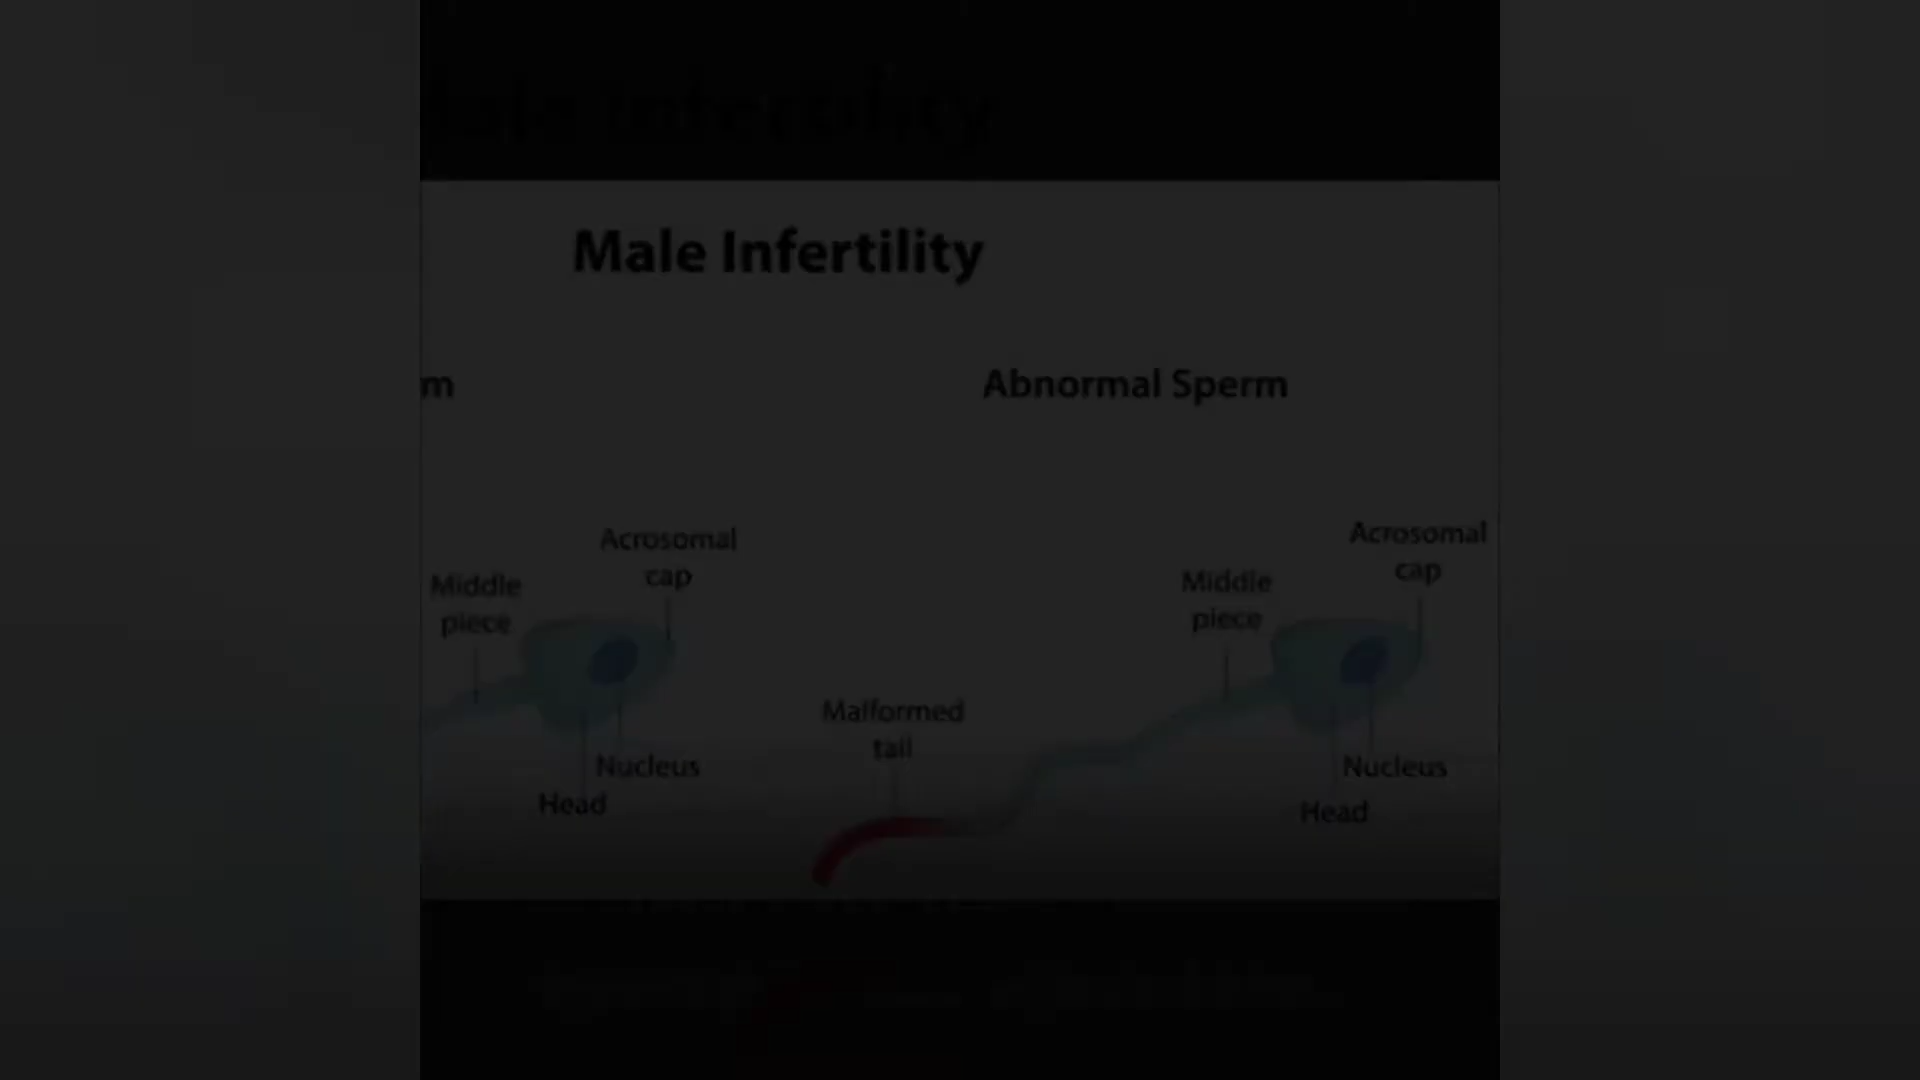 Male Infertility
m
Abnormal Sperm
Acrosomal
cap
Middle
piece
Nucleus
Head
Malformed
tail
Acrosomal
cap
Middle
piece
Nucleus
Head